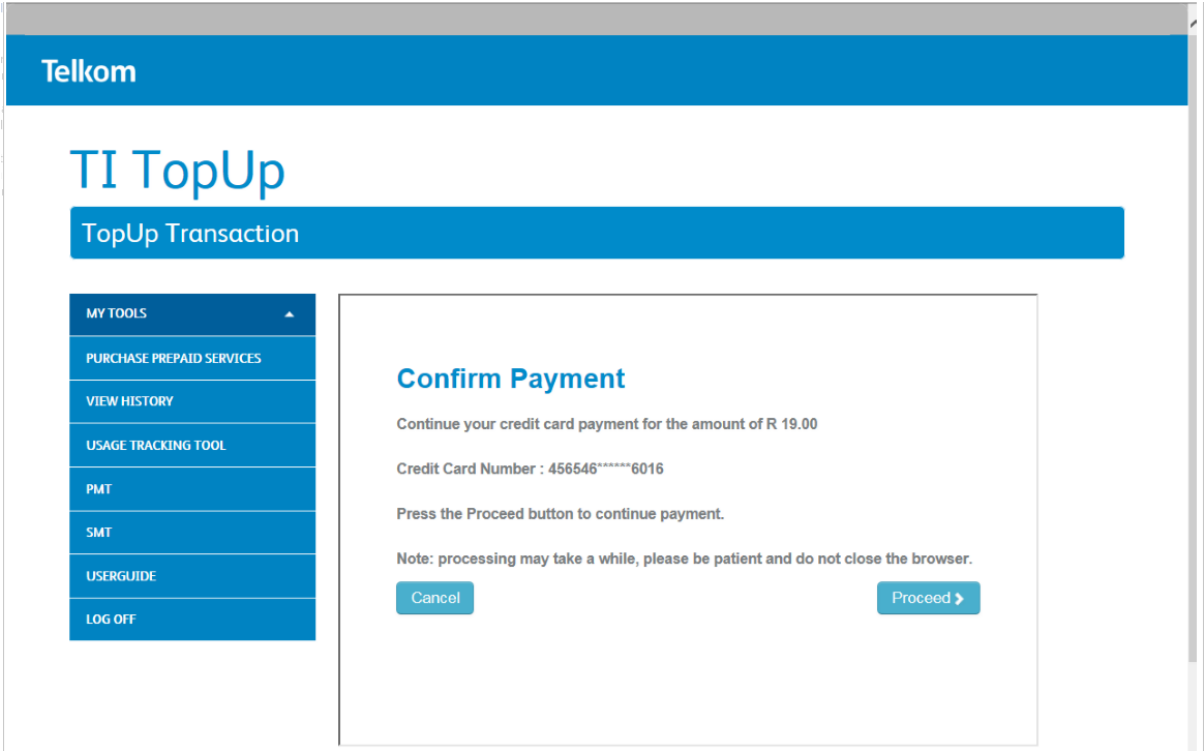 Telkom
TI TopUp
TopUp Transaction
MY TOOLS
PURCHASE PREPAID SERVICES
VIEW HISTORY
USAGE TRACKING TOOL
PMT
SMT
USERGUIDE
LOG OFF
Confirm Payment
Continue your credit card payment for the amount of R 19.00
Credit Card Number : 456546******6016
Press the Proceed button to continue payment.
Note: processing may take a while, please be patient and do not close the browser.
Cancel
Proceed